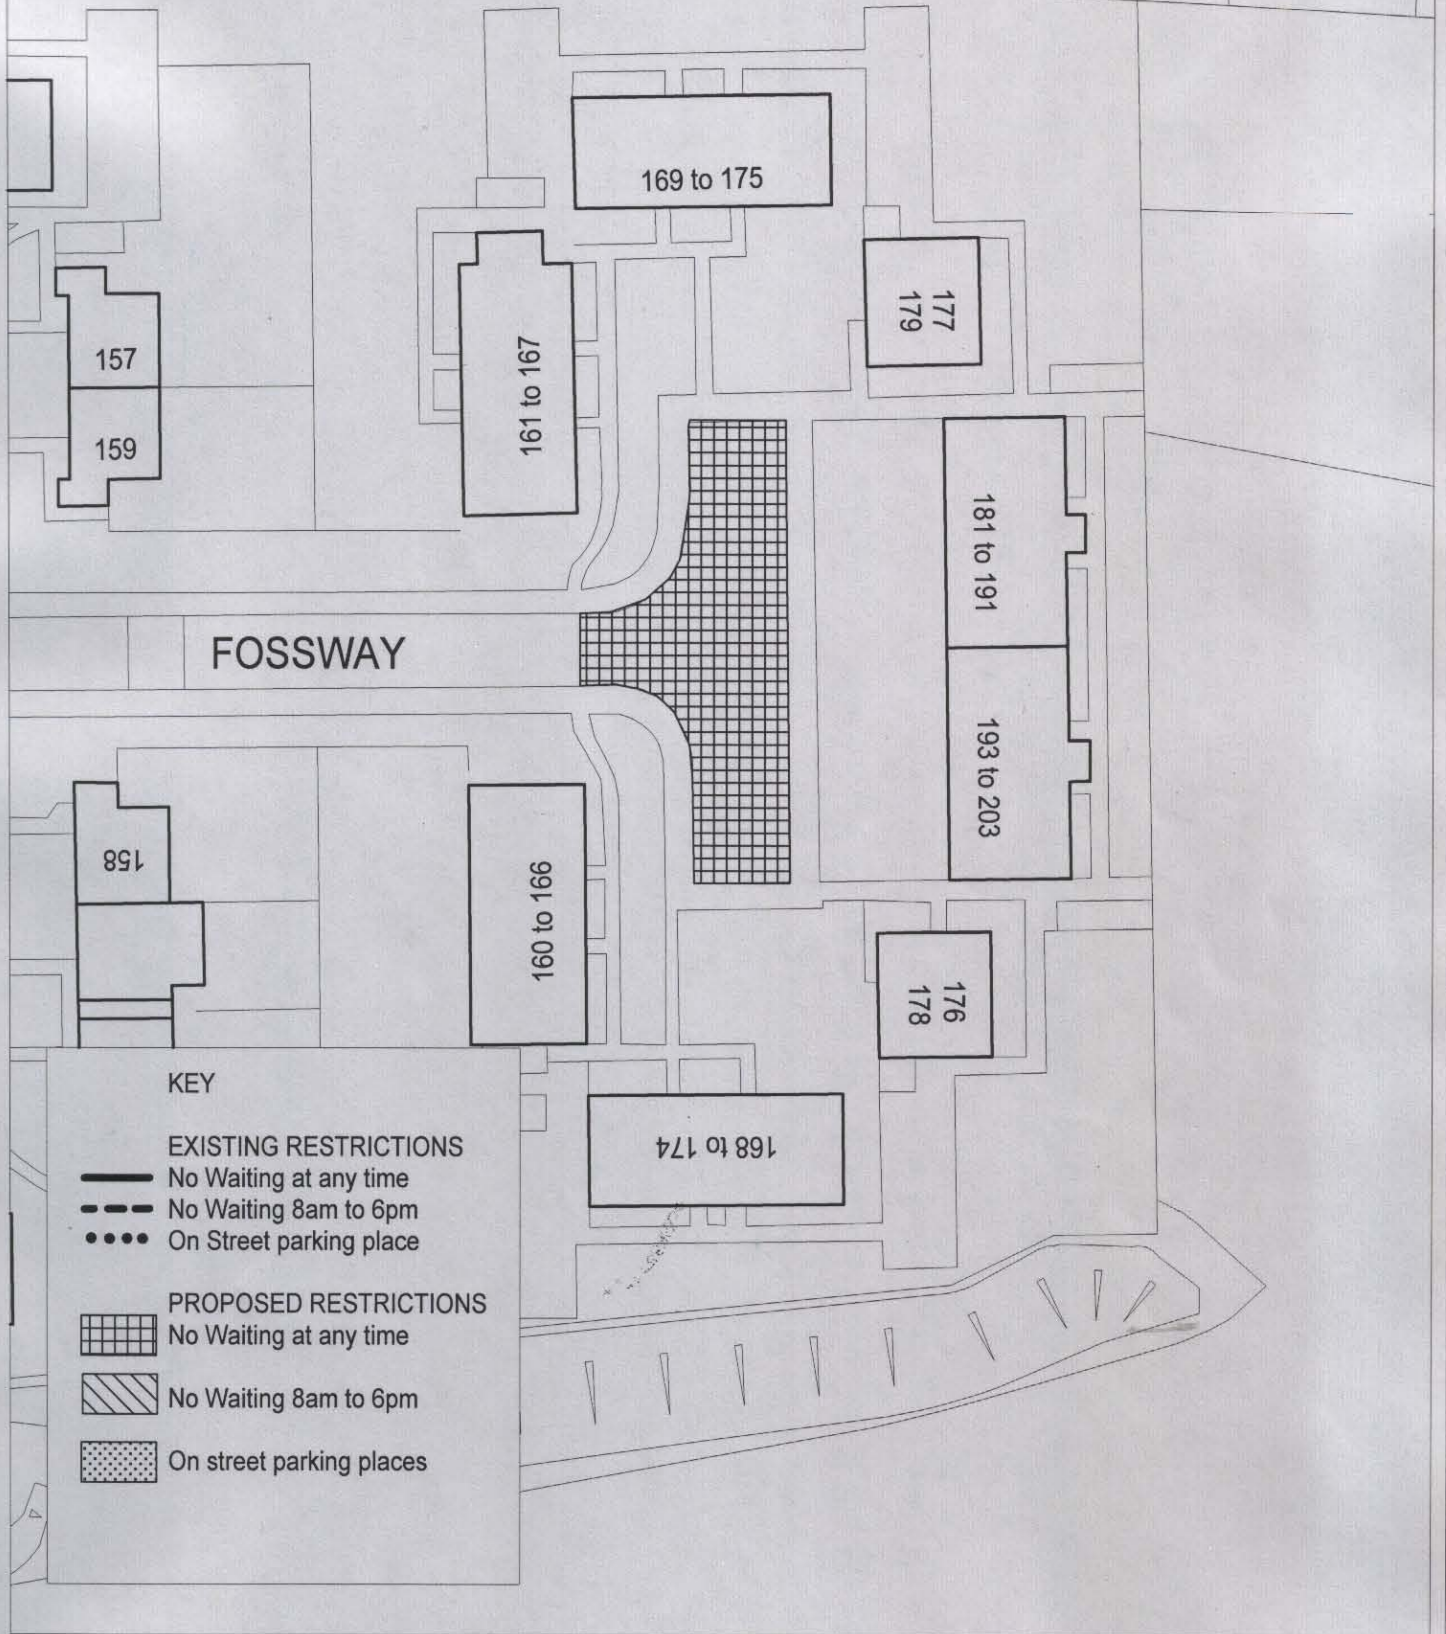 169 to 175
177
179
157
161 to 167
159
181 to 191
FOSSWAY
193 to 203
158
160 to 166
176
178
168 to 174
KEY
EXISTING RESTRICTIONS
No Waiting at any time
No Waiting 8am to 6pm
On Street parking place
PROPOSED RESTRICTIONS
No Waiting at any time
No Waiting 8am to 6pm
On street parking places